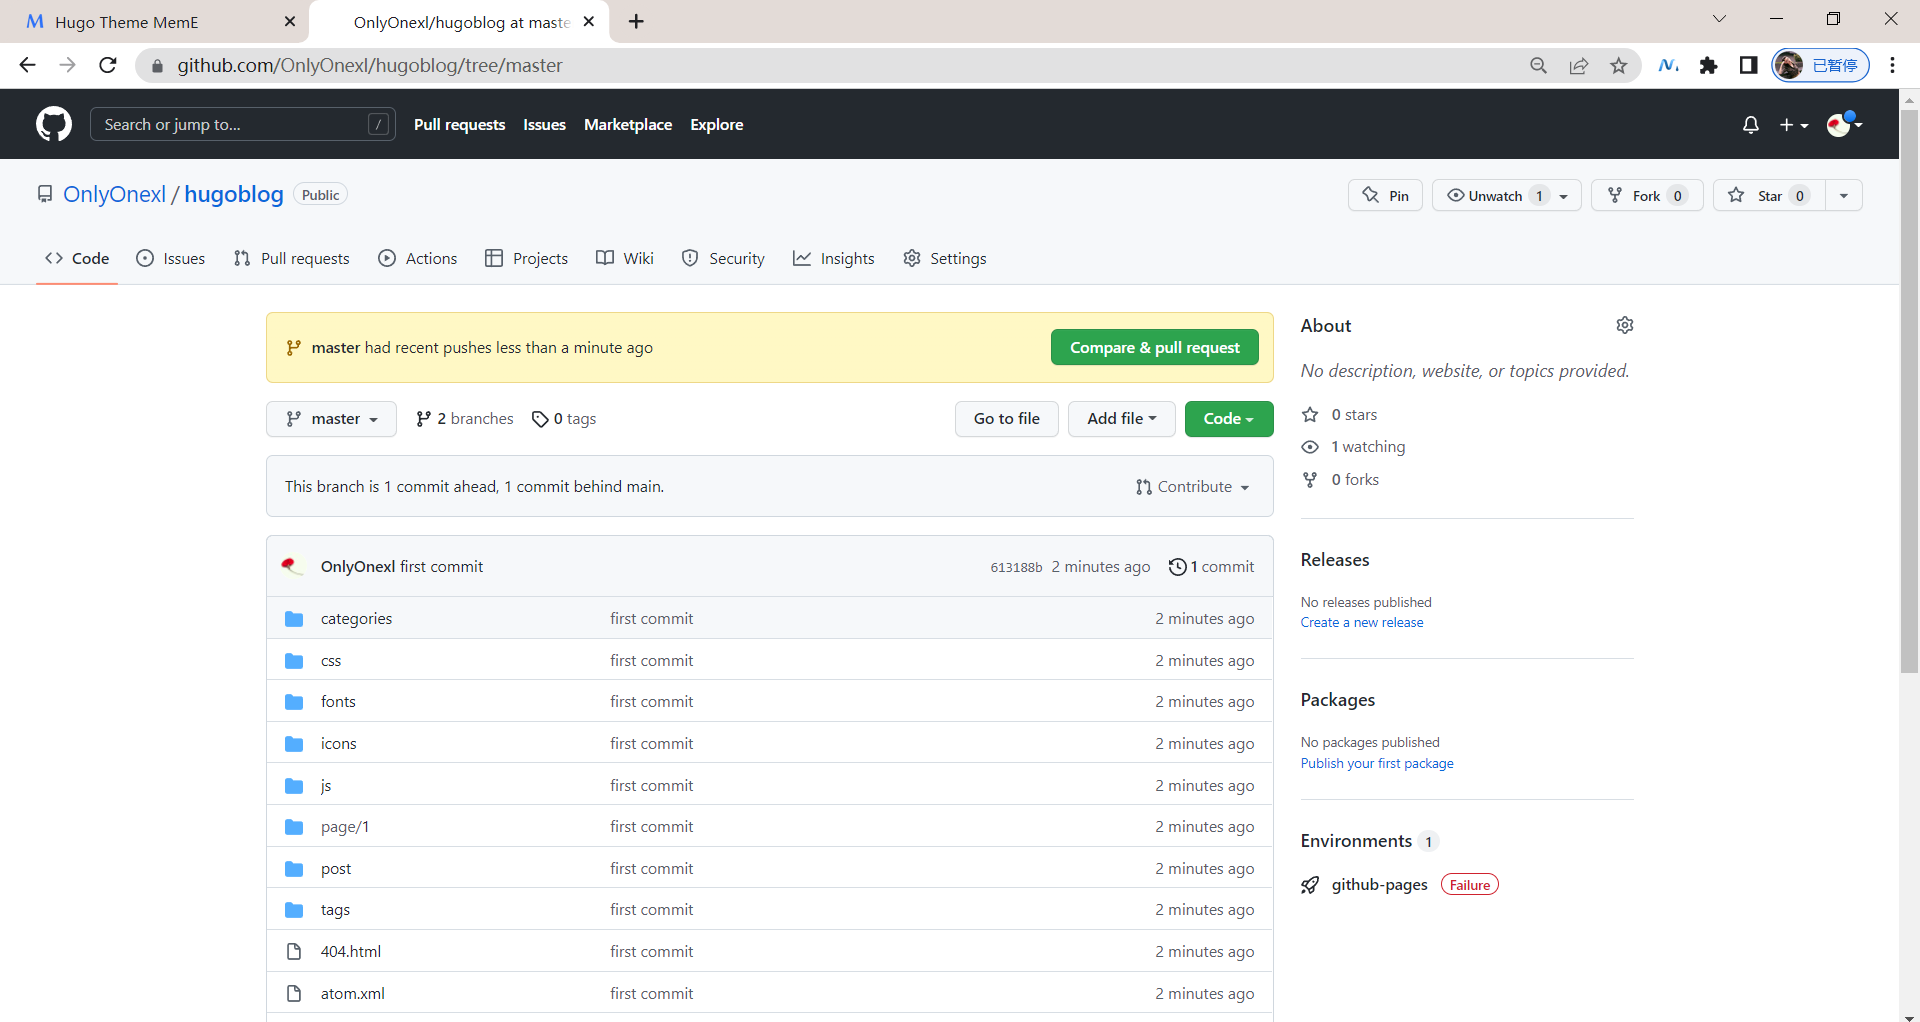 Hugo Theme MemE
OnlyOnexl/hugoblog at maste
github.com/OnlyOnexl/hugoblog/tree/master
已暂停
Search or jump to...
/
Pull requests
Issues
Marketplace
Explore
OnlyOnexl / hugoblog
Public
Pin
Unwatch 1
Fork 0
Star 0
Code
Issues
Pull requests
Actions
Projects
Wiki
Security
Insights
Settings
master had recent pushes less than a minute ago
Compare & pull request
master
2 branches
0 tags
Go to file
Add file
Code
This branch is 1 commit ahead, 1 commit behind main.
Contribute
OnlyOnexl first commit
613188b 2 minutes ago
1 commit
categories first commit 2 minutes ago
css first commit 2 minutes ago
fonts first commit 2 minutes ago
icons first commit 2 minutes ago
js first commit 2 minutes ago
page/1 first commit 2 minutes ago
post first commit 2 minutes ago
tags first commit 2 minutes ago
404.html first commit 2 minutes ago
atom.xml first commit 2 minutes ago
About
No description, website, or topics provided.
0 stars
1 watching
0 forks
Releases
No releases published
Create a new release
Packages
No packages published
Publish your first package
Environments 1
github-pages Failure